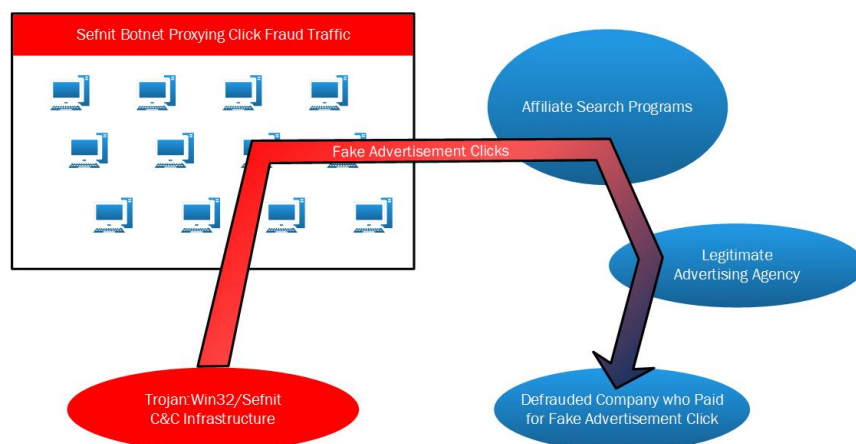 Sefnit Botnet Proxying Click Fraud Traffic
Affiliate Search Programs
Fake Advertisement Clicks
Legitimate
Advertising Agency
Trojan:Win32/Sefnit
C&C Infrastructure
Defrauded Company who Paid
for Fake Advertisement Click